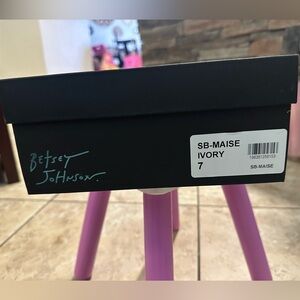 BETSEY
JOHNSON
SB-MAISE
IVORY
7
SB-MAISE